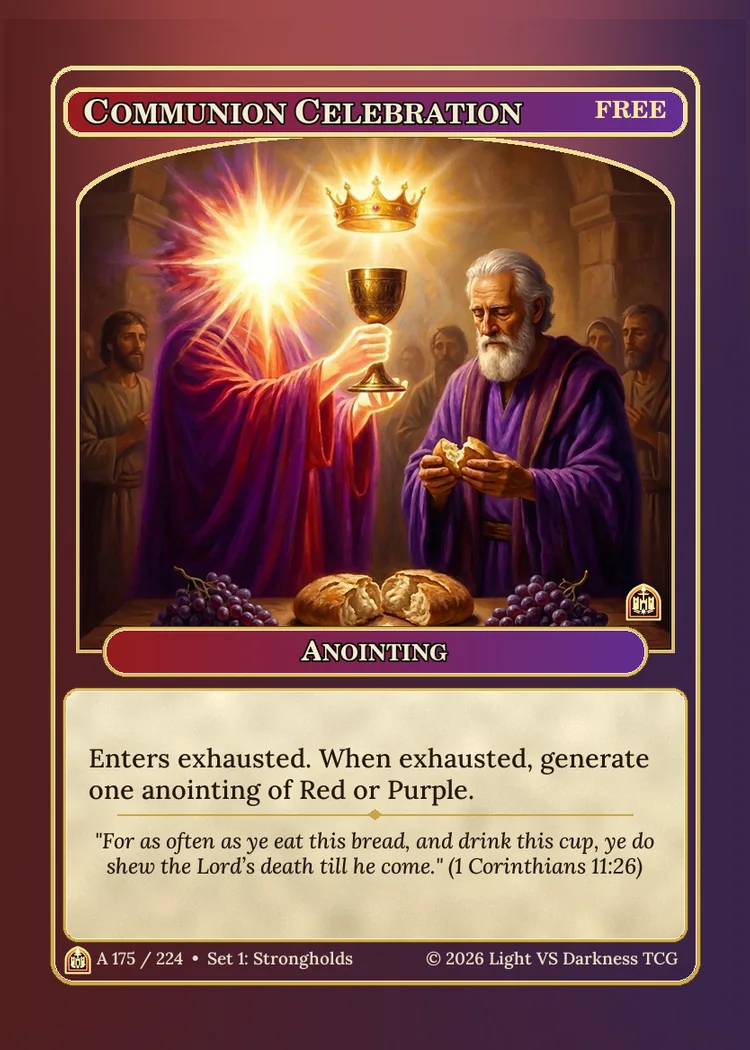 Communion Celebration FREE
Anointing
Enters exhausted. When exhausted, generate
one anointing of Red or Purple.
"For as often as ye eat this bread, and drink this cup, ye do
shew the Lord’s death till he come." (1 Corinthians 11:26)
A 175 / 224 • Set 1: Strongholds © 2026 Light VS Darkness TCG